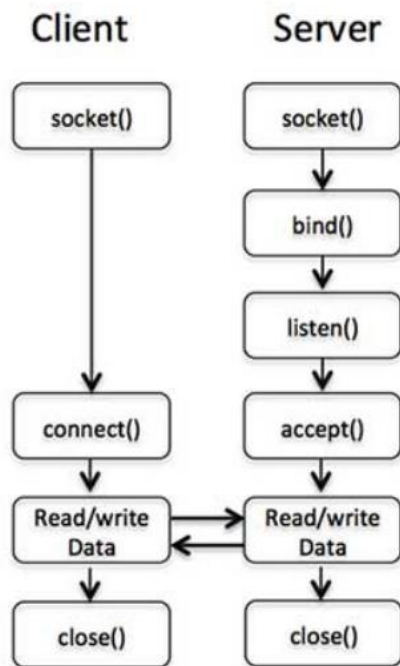 Client
Server
socket()
socket()
bind()
listen()
connect()
accept()
Read/write
Data
Read/write
Data
close()
close()